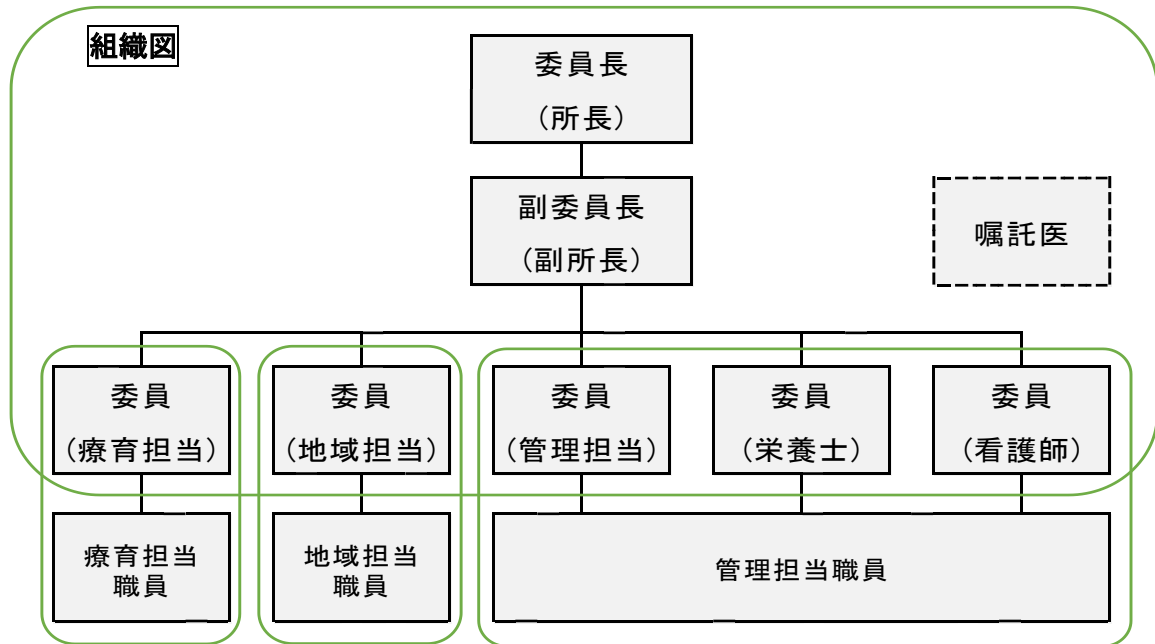 組織図
委員長
(所長)
副委員長
(副所長)
嘱託医
委員
(療育担当)
委員
(地域担当)
委員
(管理担当)
委員
(栄養士)
委員
(看護師)
療育担当
職員
地域担当
職員
管理担当職員